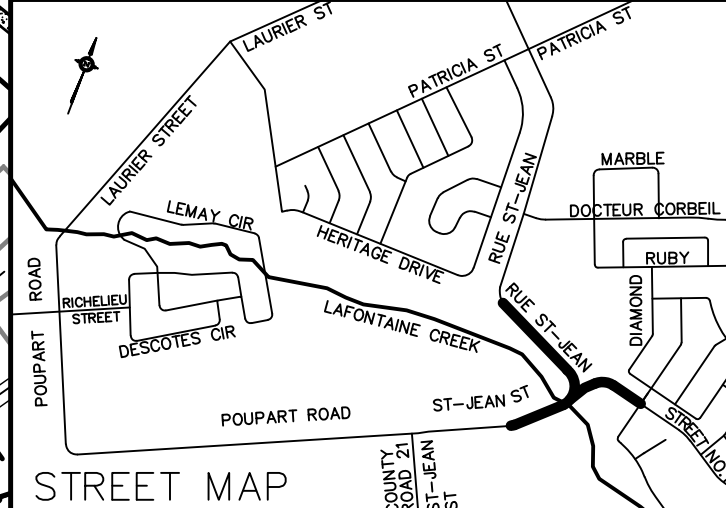 LAURIER ST
PATRICIA ST
PATRICIA ST
LAURIER STREET
MARBLE
LEMAY CIR
RUE ST-JEAN
DOCTEUR CORBEIL
HERITAGE DRIVE
RUBY
ROAD
RICHELIEU
STREET
DIAMOND
RUE ST-JEAN
LAFONTAINE CREEK
DESCOTES CIR
POUPART
ST-JEAN ST
POUPART ROAD
STREET NO.
COUNTY
ROAD 21
ST-JEAN
ST
STREET MAP